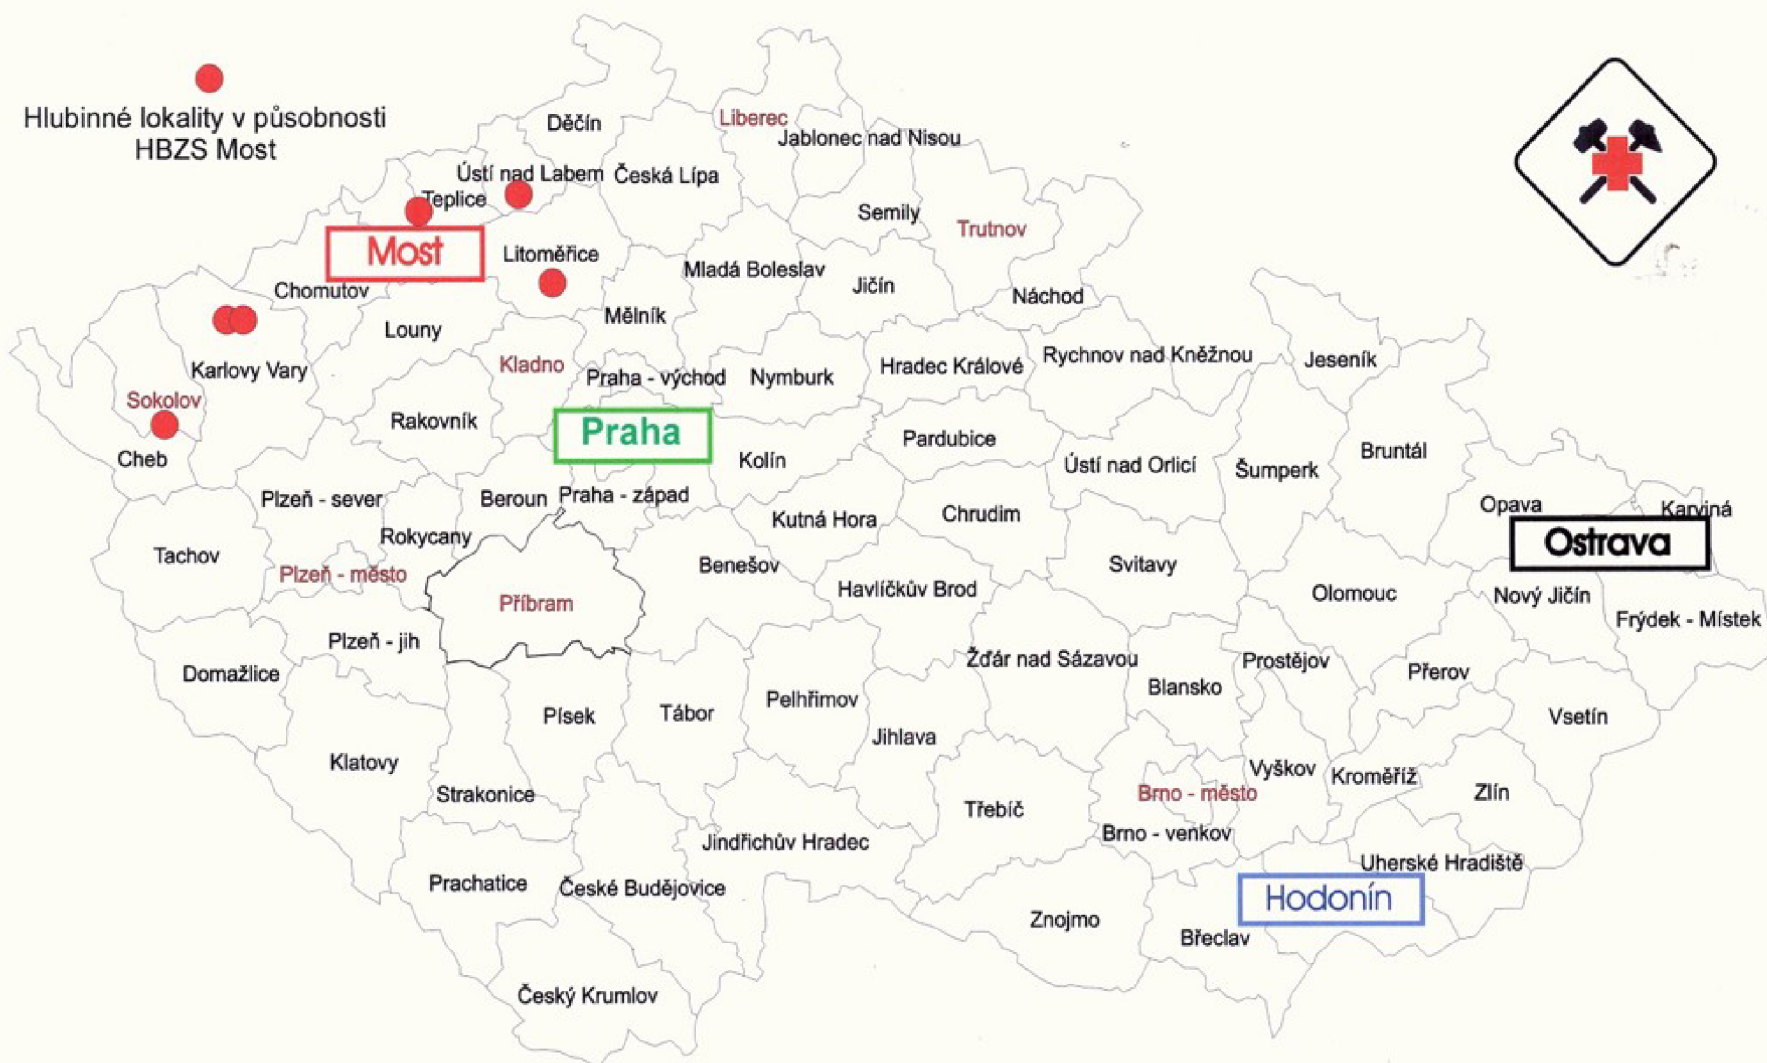 Hlubinné lokality v působnosti
HBZS Most
Děčín
Liberec
Jablonec nad Nisou
Ústí nad Labem
Česká Lípa
Teplice
Semily
Trutnov
Most
Litoměřice
Mladá Boleslav
Jičín
Náchod
Chomutov
Mělník
Louny
Karlovy Vary
Kladno
Praha - východ
Nymburk
Hradec Králové
Rychnov nad Kněžnou
Jeseník
Sokolov
Rakovník
Praha
Pardubice
Cheb
Kolín
Ústí nad Orlicí
Šumperk
Bruntál
Plzeň - sever
Beroun
Praha - západ
Kutná Hora
Chrudim
Opava
Karviná
Rokycany
Ostrava
Tachov
Plzeň - město
Benešov
Svitavy
Příbram
Havlíčkův Brod
Olomouc
Nový Jičín
Frýdek - Místek
Plzeň - jih
Domažlice
Žďár nad Sázavou
Prostějov
Přerov
Blansko
Písek
Tábor
Pelhřimov
Vsetín
Jihlava
Klatovy
Vyškov
Kroměříž
Strakonice
Brno - město
Zlín
Třebíč
Brno - venkov
Jindřichův Hradec
Uherské Hradiště
Prachatice
České Budějovice
Hodonín
Znojmo
Břeclav
Český Krumlov